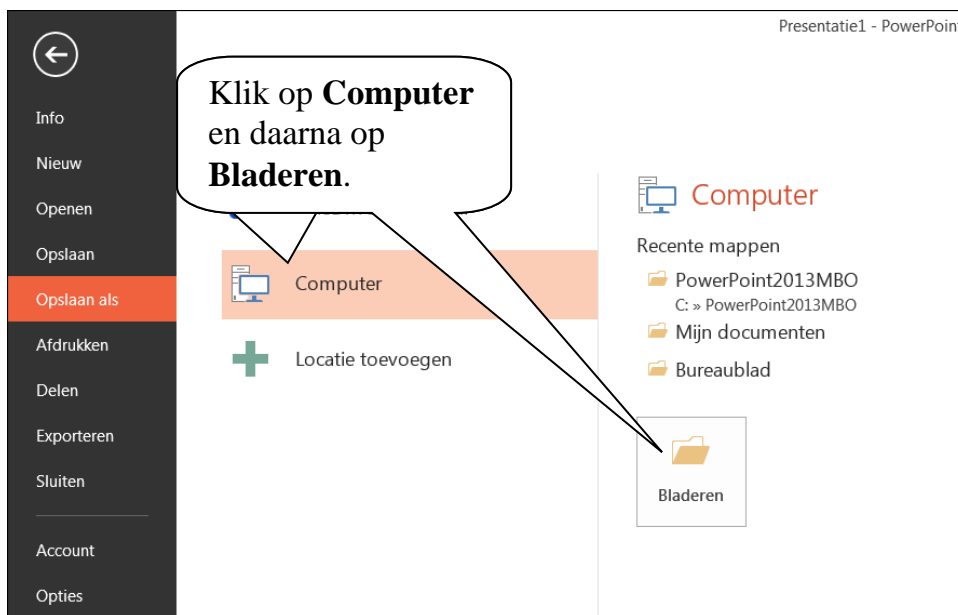 Presentatie1 - PowerPoint
Info
Nieuw
Openen
Opslaan
Opslaan als
Afdrukken
Delen
Exporteren
Sluiten
Account
Opties
Klik op Computer
en daarna op
Bladeren.
Computer
Locatie toevoegen
Computer
Recente mappen
PowerPoint2013MBO
C: » PowerPoint2013MBO
Mijn documenten
Bureaublad
Bladeren